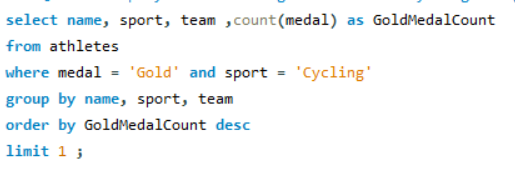 select name, sport, team ,count(medal) as GoldMedalCount
from athletes
where medal = 'Gold' and sport = 'Cycling'
group by name, sport, team
order by GoldMedalCount desc
limit 1 ;